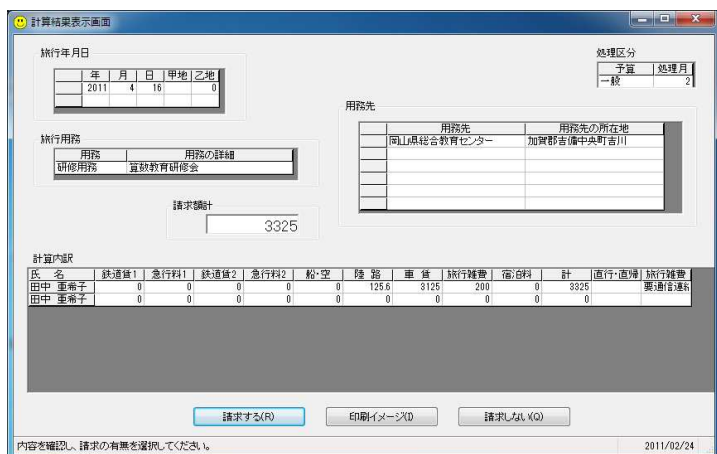 計算結果表示画面
旅行年月日
年 月 日 甲地 乙地
2011 4 16 0
処理区分
予算 処理月
一般 2
用務先
用務先 用務先の所在地
岡山県総合教育センター 加賀郡吉備中央町吉川
旅行用務
用務 用務の詳細
研修用務 算数教育研修会
請求額計
3325
計算内訳
氏 名 鉄道賃1 急行料1 鉄道賃2 急行料2 船・空 陸 路 車 賃 旅行雑費 宿泊料 計 直行・直帰 旅行雑費
田中 亜希子 0 0 0 0 0 125.6 3125 200 0 3325 要通信連絡
田中 亜希子 0 0 0 0 0 0 0 0 0 0
請求する(R) 印刷イメージ(I) 請求しない(Q)
内容を確認し、請求の有無を選択してください。 2011/02/24